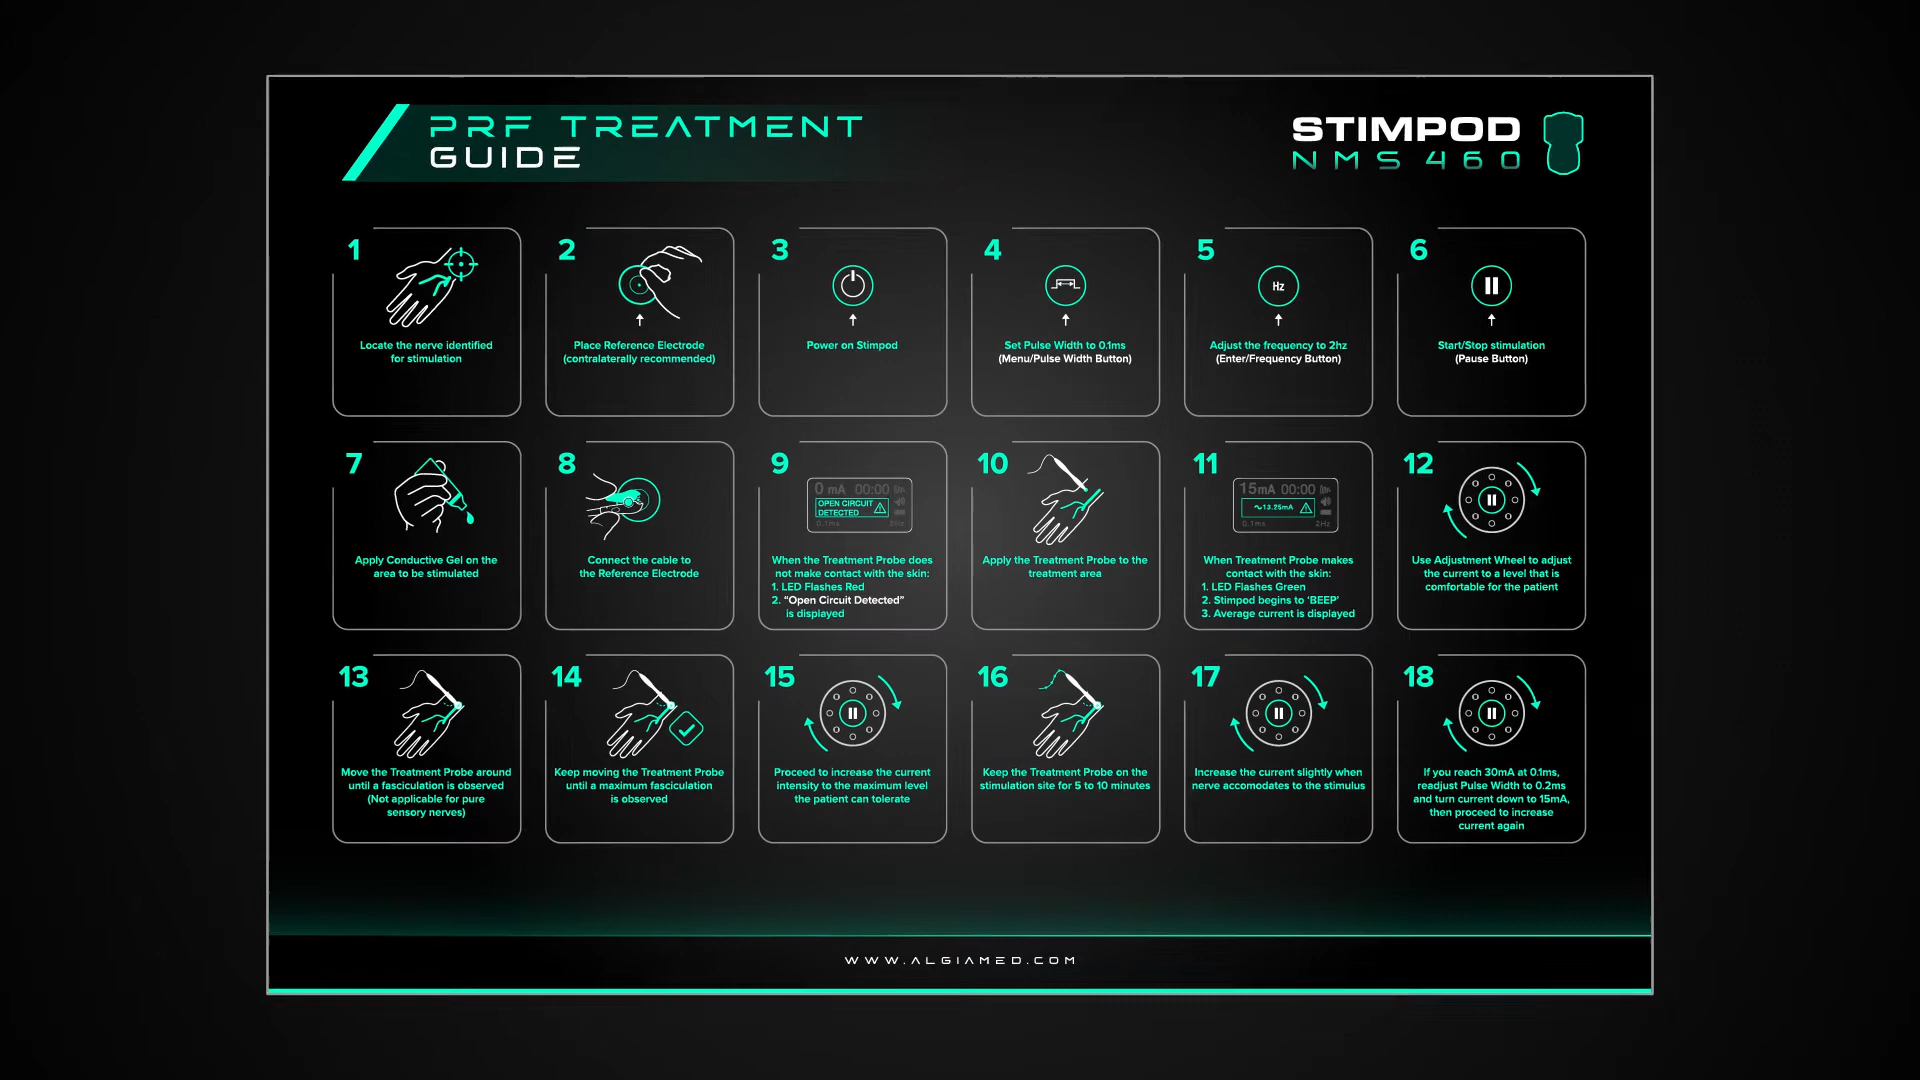 PRF TREATMENT
GUIDE
STIMPOD
NMS 460
1
Locate the nerve identified
for stimulation
2
Place Reference Electrode
(contralaterally recommended)
3
Power on Stimpod
4
Set Pulse Width to 0.1ms
(Menu/Pulse Width Button)
5
Hz
Adjust the frequency to 2hz
(Enter/Frequency Button)
6
Start/Stop stimulation
(Pause Button)
7
Apply Conductive Gel on the
area to be stimulated
8
Connect the cable to
the Reference Electrode
9
0 mA 00:00
OPEN CIRCUIT
DETECTED
0.1ms 2Hz
When the Treatment Probe does
not make contact with the skin:
1. LED Flashes Red
2. “Open Circuit Detected”
is displayed
10
Apply the Treatment Probe to the
treatment area
11
15mA 00:00
~13.25mA
0.1ms 2Hz
When Treatment Probe makes
contact with the skin:
1. LED Flashes Green
2. Stimpod begins to ‘BEEP’
3. Average current is displayed
12
Use Adjustment Wheel to adjust
the current to a level that is
comfortable for the patient
13
Move the Treatment Probe around
until a fasciculation is observed
(Not applicable for pure
sensory nerves)
14
Keep moving the Treatment Probe
until a maximum fasciculation
is observed
15
Proceed to increase the current
intensity to the maximum level
the patient can tolerate
16
Keep the Treatment Probe on the
stimulation site for 5 to 10 minutes
17
Increase the current slightly when
nerve accomodates to the stimulus
18
If you reach 30mA at 0.1ms,
readjust Pulse Width to 0.2ms
and turn current down to 15mA,
then proceed to increase
current again
WWW.ALGIAMED.COM